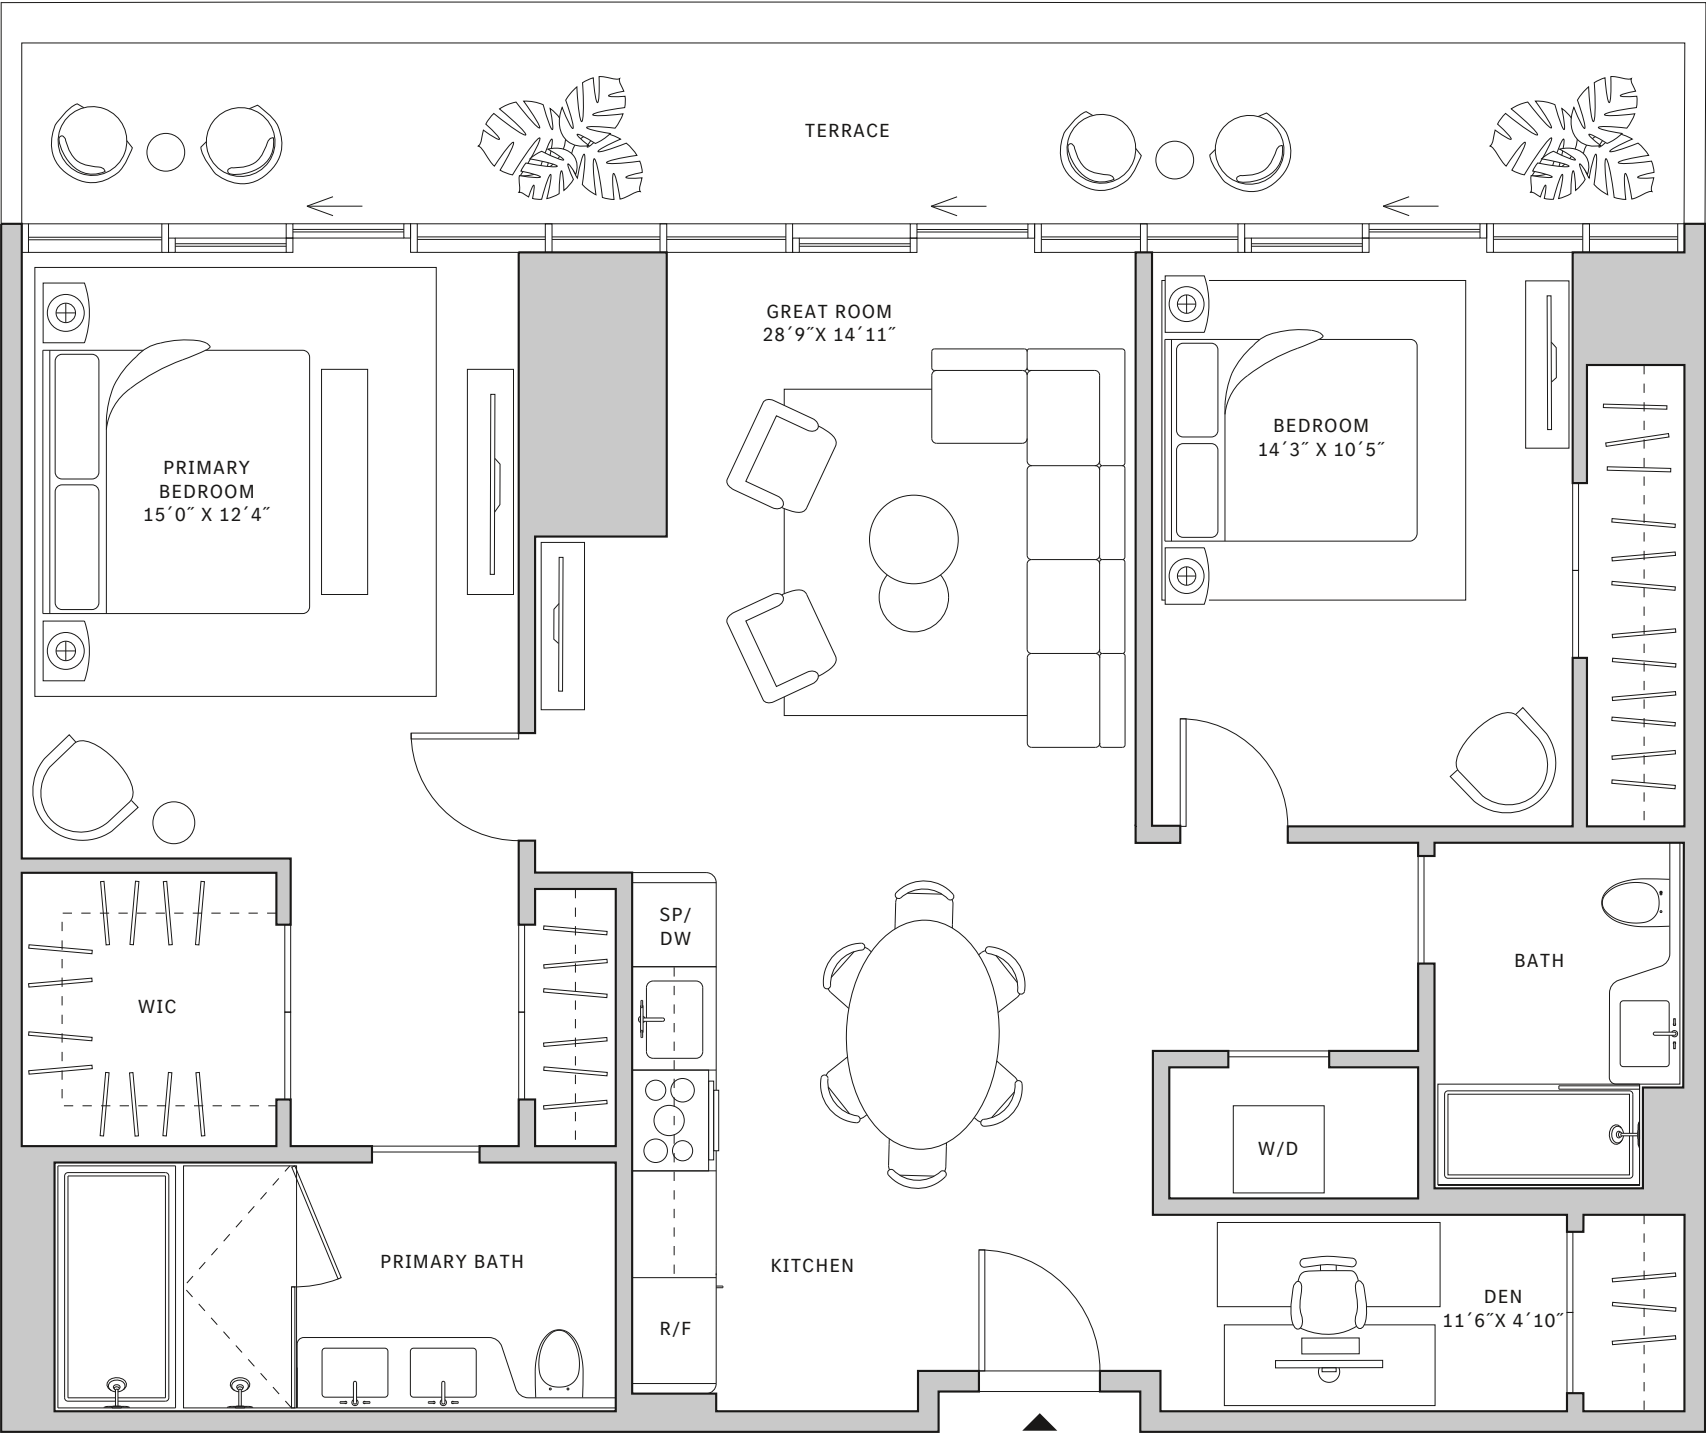 TERRACE
GREAT ROOM
28´9˝X 14´11˝
BEDROOM
14´3˝ X 10´5˝
PRIMARY
BEDROOM
15´0˝ X 12´4˝
SP/
DW
BATH
WIC
W/D
PRIMARY BATH
KITCHEN
DEN
11´6˝X 4´10˝
R/F